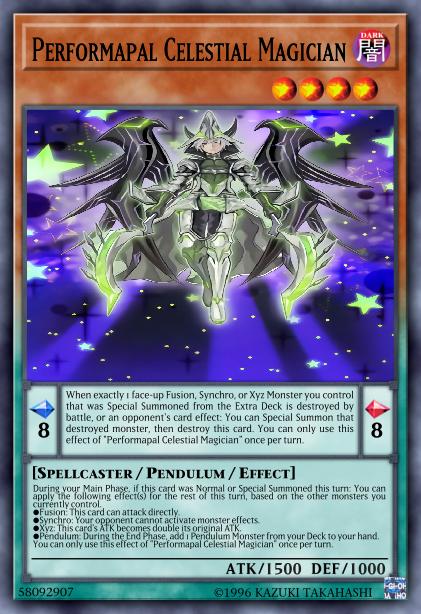 PERFORMAPAL CELESTIAL MAGICIAN
DARK
闇
When exactly 1 face-up Fusion, Synchro, or Xyz Monster you control
that was Special Summoned from the Extra Deck is destroyed by
battle, or an opponent's card effect: You can Special Summon that
destroyed monster, then destroy this card. You can only use this
effect of "Performapal Celestial Magician" once per turn.
8
8
[SPELLCASTER / PENDULUM / EFFECT]
During your Main Phase, if this card was Normal or Special Summoned this turn: You can
apply the following effect(s) for the rest of this turn, based on the other monsters you
currently control.
●Fusion: This card can attack directly.
●Synchro: Your opponent cannot activate monster effects.
●Xyz: This card's ATK becomes double its original ATK.
●Pendulum: During the End Phase, add 1 Pendulum Monster from your Deck to your hand.
You can only use this effect of "Performapal Celestial Magician" once per turn.
ATK/1500 DEF/1000
58092907
©1996 KAZUKI TAKAHASHI